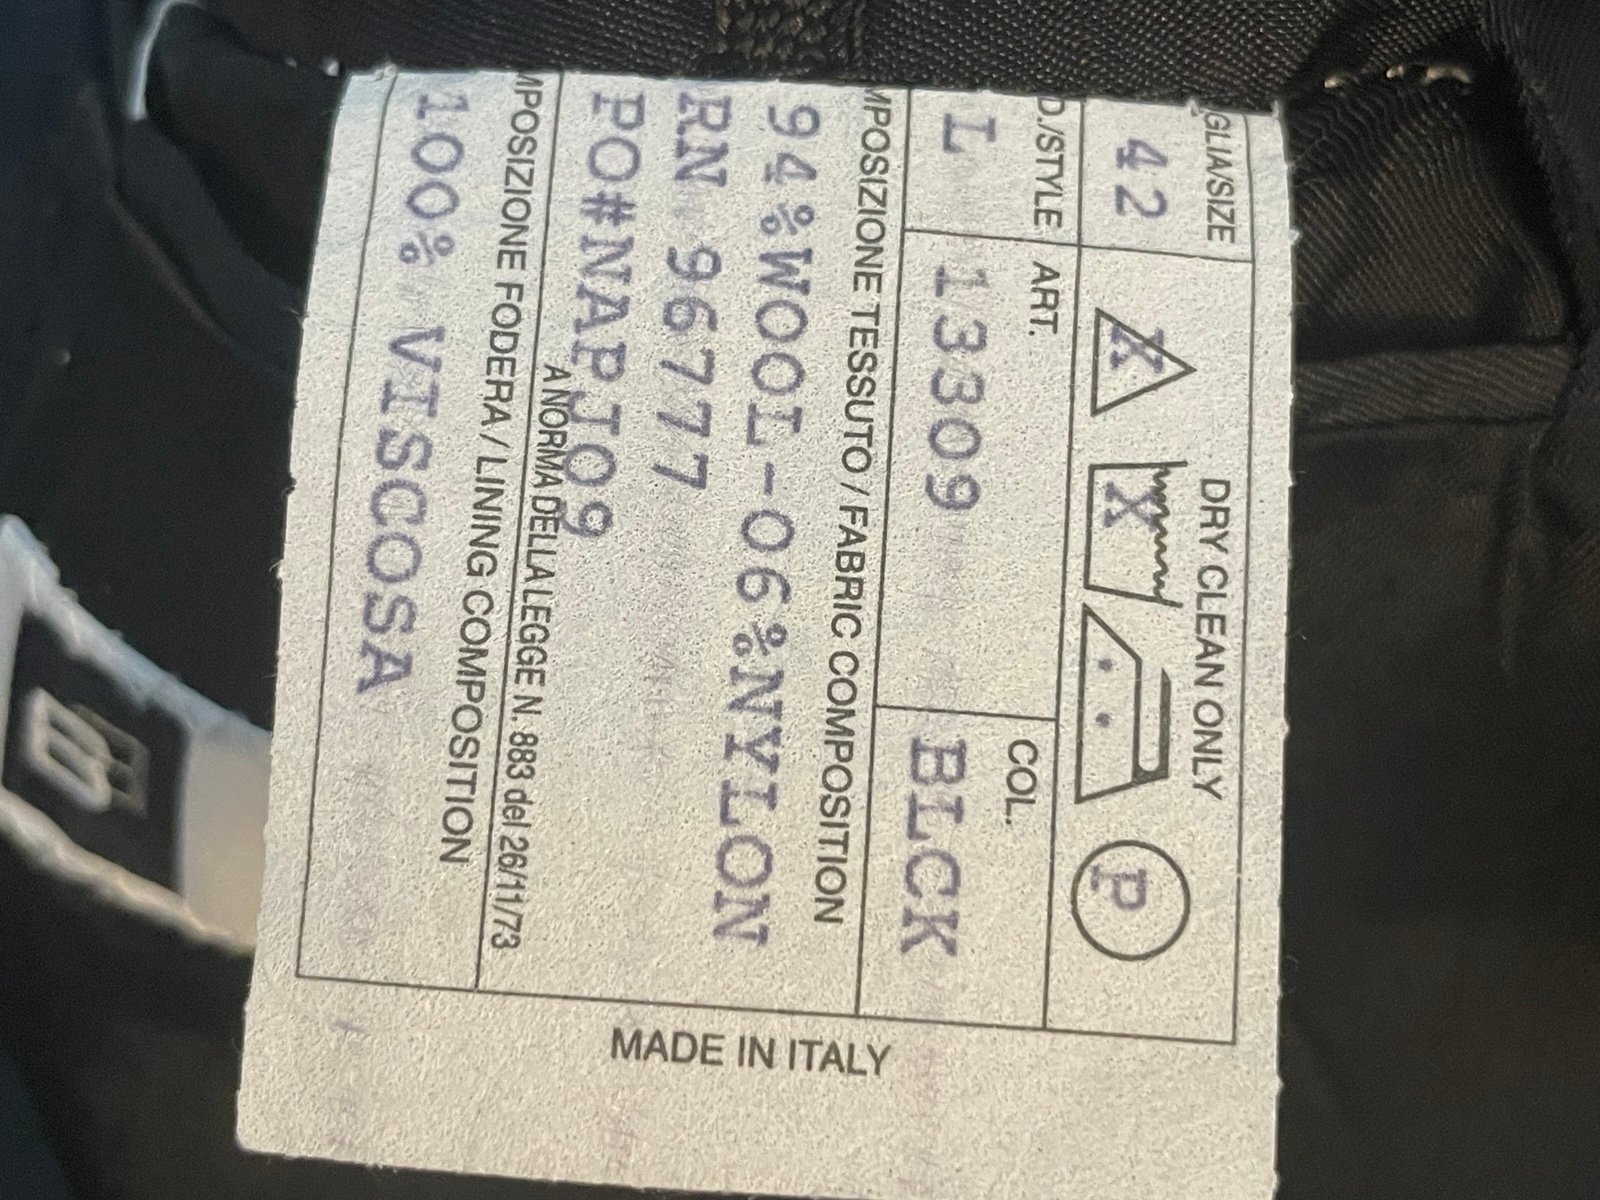 GLIA/SIZE
42
DRY CLEAN ONLY
X X P
D./STYLE ART. COL.
L 13309 BLCK
MPOSIZIONE TESSUTO / FABRIC COMPOSITION
94%WOOL-06%NYLON
RN 96777
PO#NAPJO9
A NORMA DELLA LEGGE N. 883 del 26/11/73
MPOSIZIONE FODERA / LINING COMPOSITION
100% VISCOSA
MADE IN ITALY